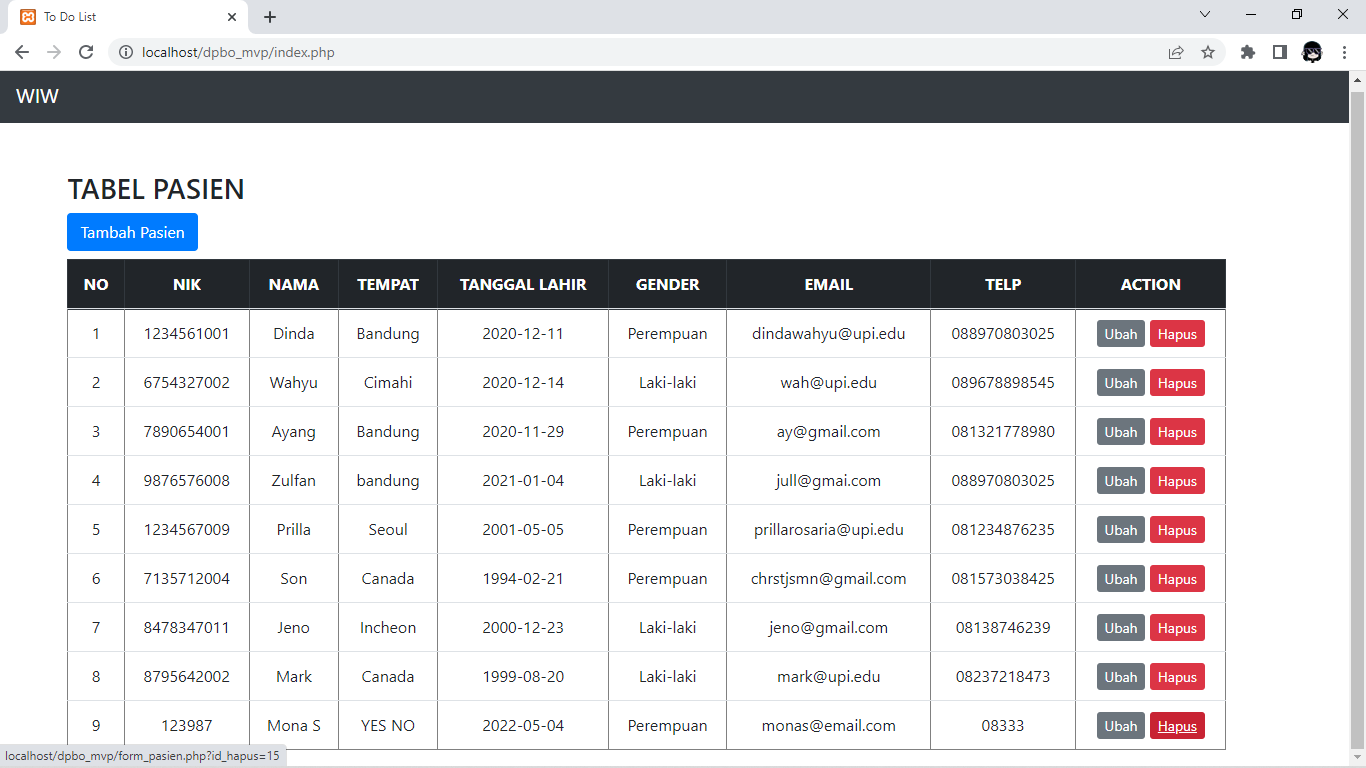 To Do List
localhost/dpbo_mvp/index.php
WIW
TABEL PASIEN
Tambah Pasien
NO NIK NAMA TEMPAT TANGGAL LAHIR GENDER EMAIL TELP ACTION
1 1234561001 Dinda Bandung 2020-12-11 Perempuan dindawahyu@upi.edu 088970803025 Ubah Hapus
2 6754327002 Wahyu Cimahi 2020-12-14 Laki-laki wah@upi.edu 089678898545 Ubah Hapus
3 7890654001 Ayang Bandung 2020-11-29 Perempuan ay@gmail.com 081321778980 Ubah Hapus
4 9876576008 Zulfan bandung 2021-01-04 Laki-laki jull@gmai.com 088970803025 Ubah Hapus
5 1234567009 Prilla Seoul 2001-05-05 Perempuan prillarosaria@upi.edu 081234876235 Ubah Hapus
6 7135712004 Son Canada 1994-02-21 Perempuan chrstjsmn@gmail.com 081573038425 Ubah Hapus
7 8478347011 Jeno Incheon 2000-12-23 Laki-laki jeno@gmail.com 08138746239 Ubah Hapus
8 8795642002 Mark Canada 1999-08-20 Laki-laki mark@upi.edu 08237218473 Ubah Hapus
9 123987 Mona S YES NO 2022-05-04 Perempuan monas@email.com 08333 Ubah Hapus
localhost/dpbo_mvp/form_pasien.php?id_hapus=15